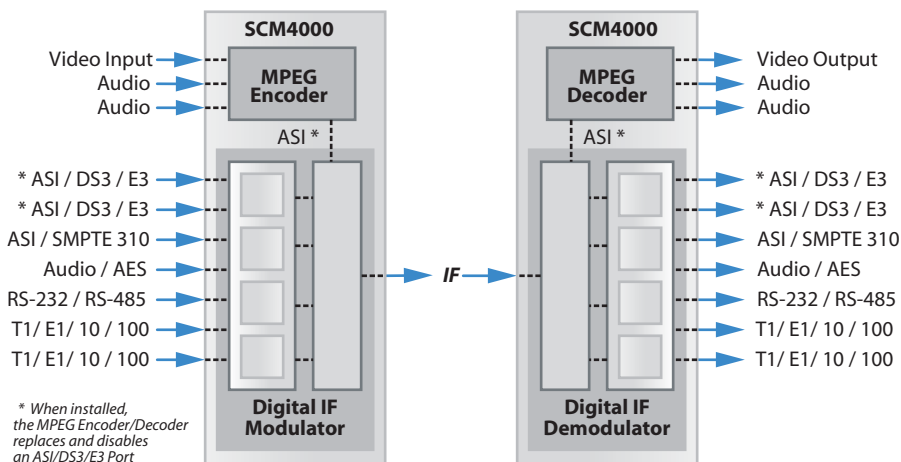 SCM4000
Video Input
Audio
Audio
MPEG
Encoder
ASI *
* ASI / DS3 / E3
* ASI / DS3 / E3
ASI / SMPTE 310
Audio / AES
RS-232 / RS-485
T1/ E1/ 10 / 100
T1/ E1/ 10 / 100
Digital IF
Modulator
* When installed,
the MPEG Encoder/Decoder
replaces and disables
an ASI/DS3/E3 Port
IF
SCM4000
MPEG
Decoder
Video Output
Audio
Audio
ASI *
* ASI / DS3 / E3
* ASI / DS3 / E3
ASI / SMPTE 310
Audio / AES
RS-232 / RS-485
T1/ E1/ 10 / 100
T1/ E1/ 10 / 100
Digital IF
Demodulator